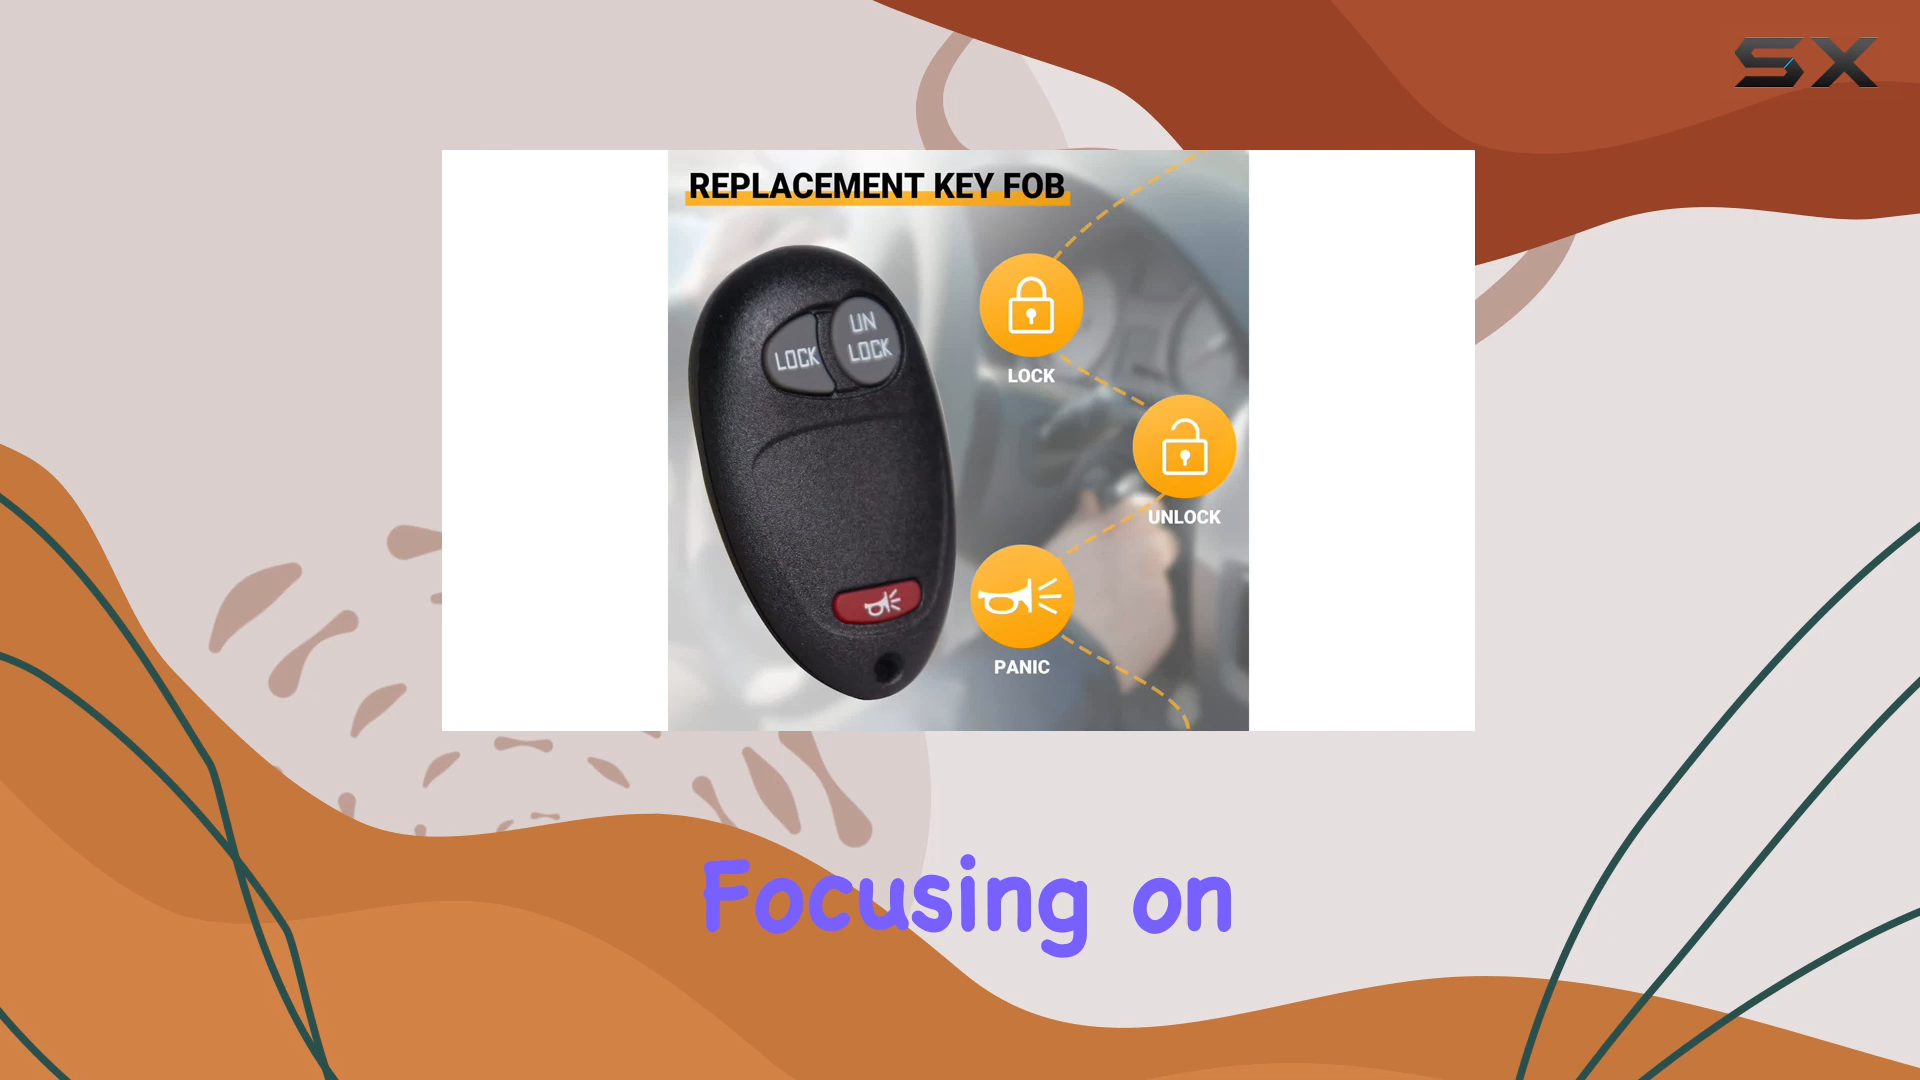 SX
REPLACEMENT KEY FOB
LOCK
UN
LOCK
LOCK
UNLOCK
PANIC
Focusing on